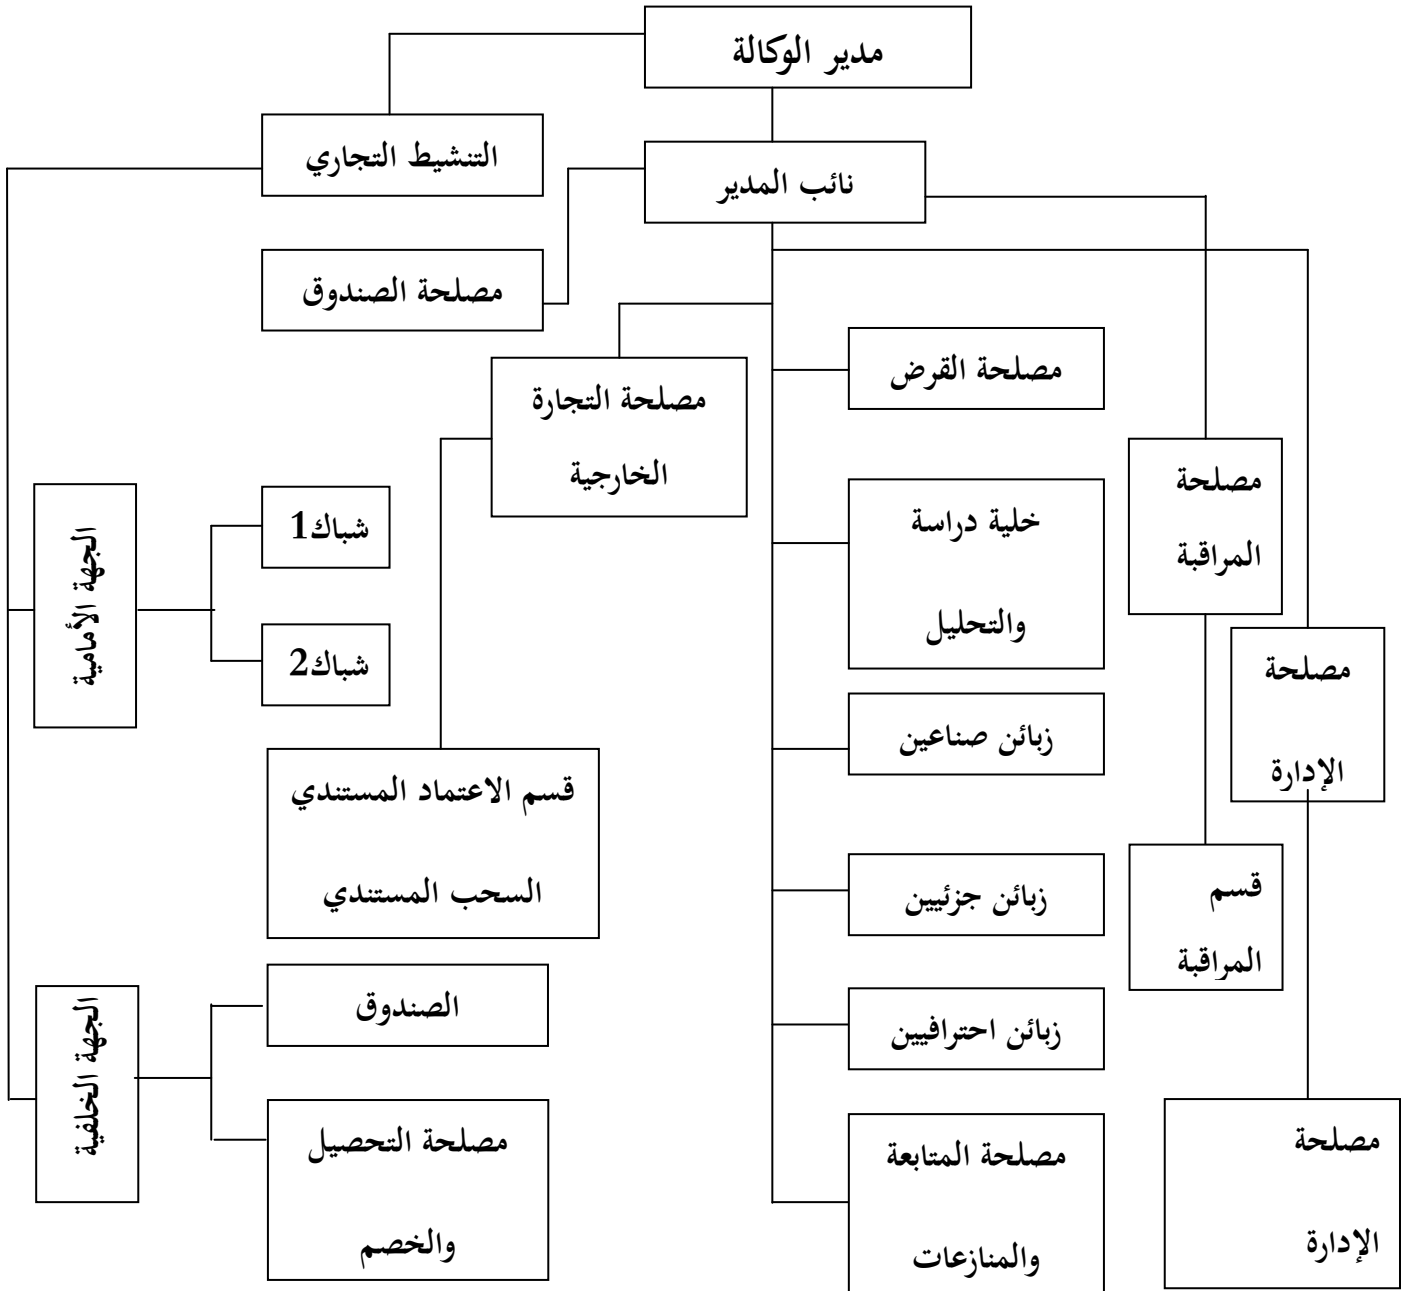 مدير الوكالة
التنشيط التجاري
نائب المدير
مصلحة الصندوق
مصلحة القرض
مصلحة التجارة
الخارجية
مصلحة
المراقبة
شباك1
خلية دراسة
والتحليل
الجهة الأمامية
شباك2
مصلحة
الإدارة
زبائن صناعين
قسم الاعتماد المستندي
السحب المستندي
زبائن جزئيين
قسم
المراقبة
الصندوق
زبائن احترافيين
الجهة الخلفية
مصلحة التحصيل
والخصم
مصلحة المتابعة
والمنازعات
مصلحة
الإدارة